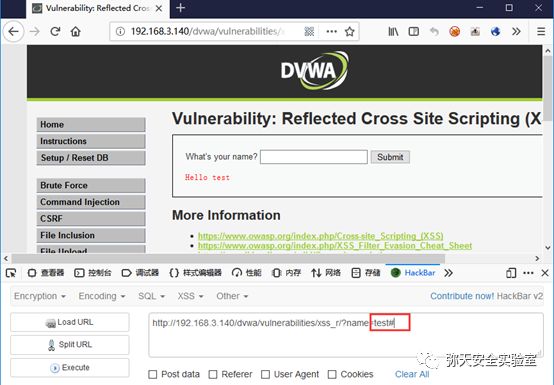 Vulnerability: Reflected Cross
192.168.3.140/dvwa/vulnerabilities/
DVWA
Home
Instructions
Setup / Reset DB
Brute Force
Command Injection
CSRF
File Inclusion
File Upload
Vulnerability: Reflected Cross Site Scripting (X
What's your name?
Submit
Hello test
More Information
https://www.owasp.org/index.php/Cross-site_Scripting_(XSS)
https://www.owasp.org/index.php/XSS_Filter_Evasion_Cheat_Sheet
查看器 控制台 调试器 样式编辑器 性能 内存 网络 存储 HackBar
Encryption Encoding SQL XSS Other Contribute now! HackBar v2
Load URL
Split URL
Execute
http://192.168.3.140/dvwa/vulnerabilities/xss_r/?name=test#
Post data Referer User Agent Cookies Clear All
弥天安全实验室